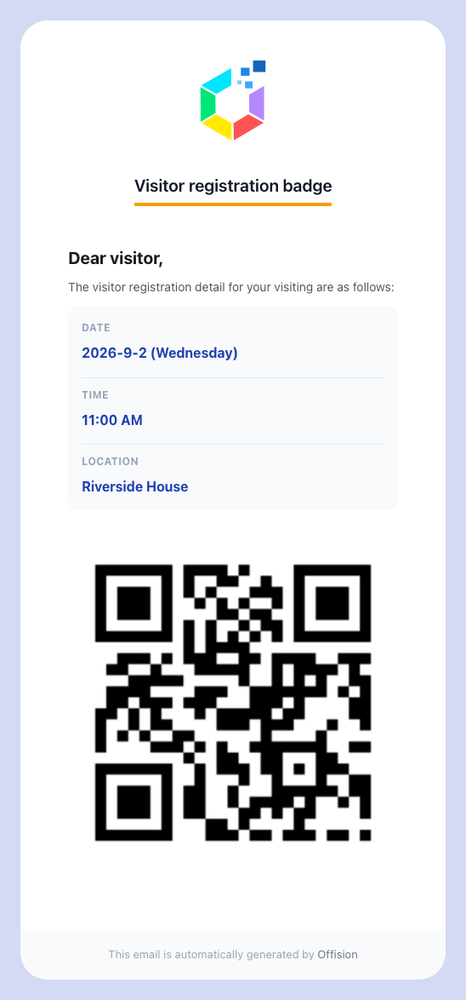 Visitor registration badge
Dear visitor,
The visitor registration detail for your visiting are as follows:
DATE
2026-9-2 (Wednesday)
TIME
11:00 AM
LOCATION
Riverside House
This email is automatically generated by Offision